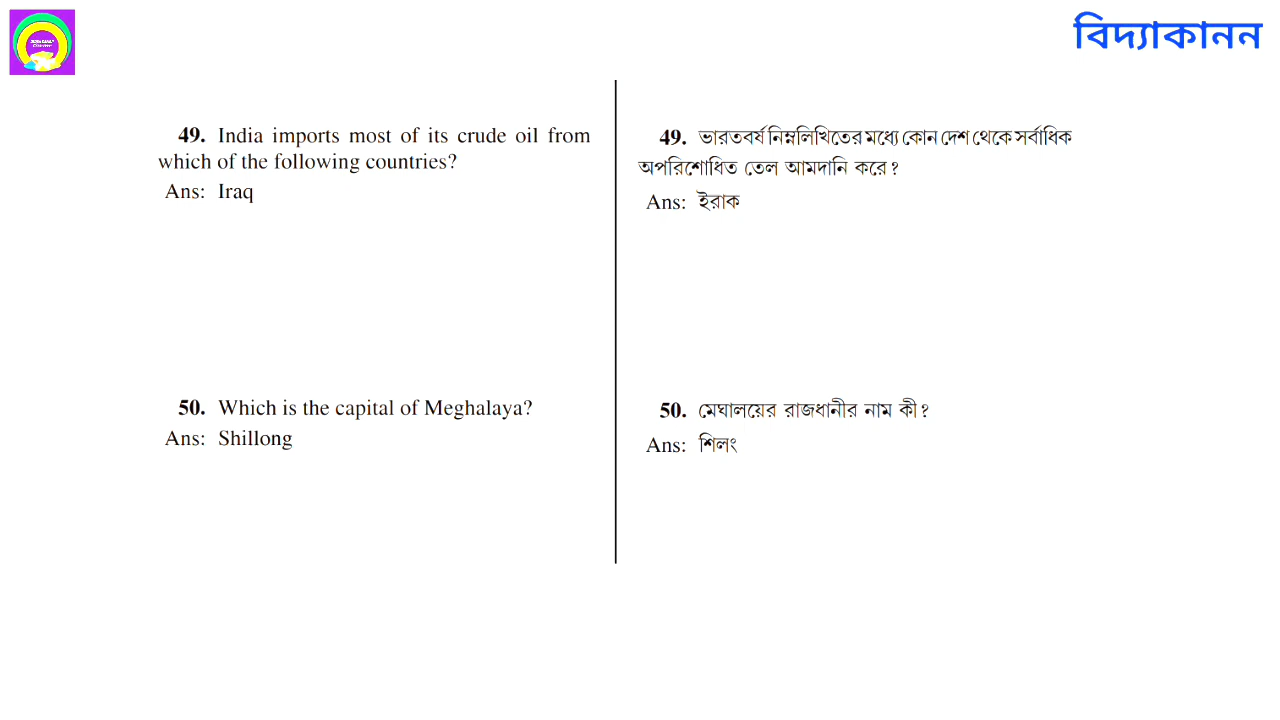 বিদ্যাকানন
49. India imports most of its crude oil from
which of the following countries?
Ans: Iraq
50. Which is the capital of Meghalaya?
Ans: Shillong
49. ভারতবর্ষ নিম্নলিখিতের মধ্যে কোন দেশ থেকে সর্বাধিক
অপরিশোধিত তেল আমদানি করে?
Ans: ইরাক
50. মেঘালয়ের রাজধানীর নাম কী?
Ans: শিলং